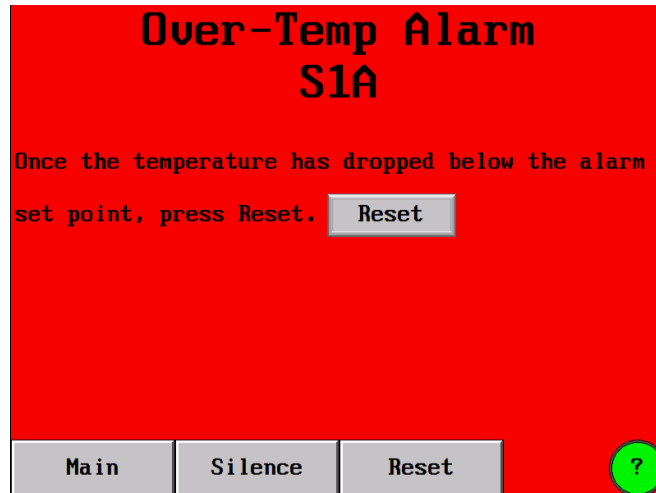 Over-Temp Alarm
S1A
Once the temperature has dropped below the alarm
set point, press Reset. Reset
Main Silence Reset ?